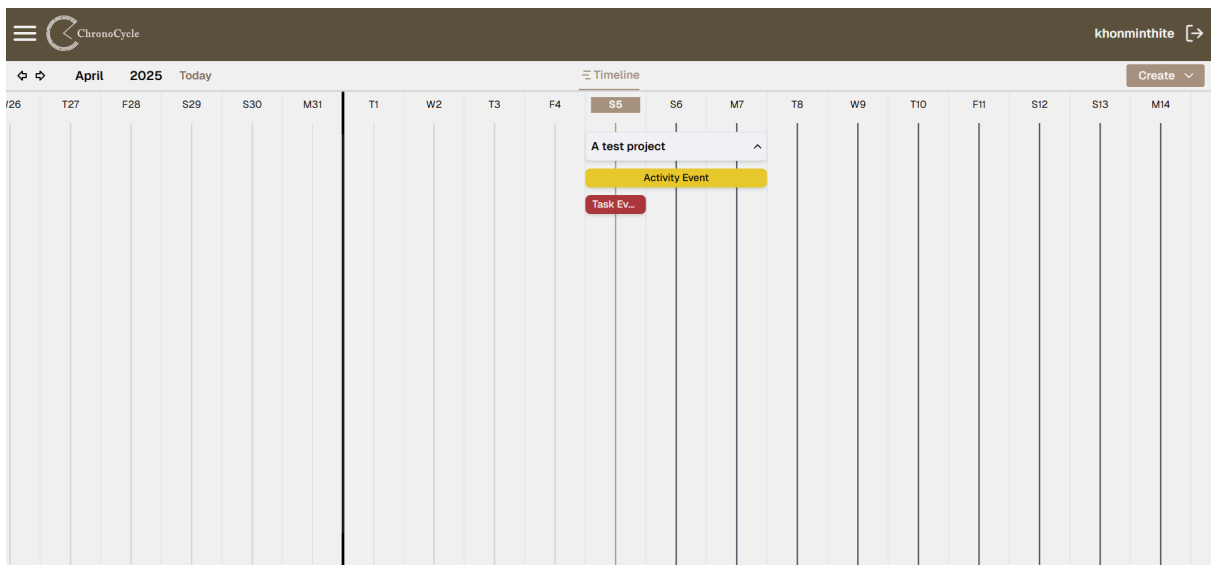 ChronoCycle
khonminthite
April 2025 Today
Timeline
Create
/26 T27 F28 S29 S30 M31 T1 W2 T3 F4 S5 S6 M7 T8 W9 T10 F11 S12 S13 M14
A test project
Activity Event
Task Ev...